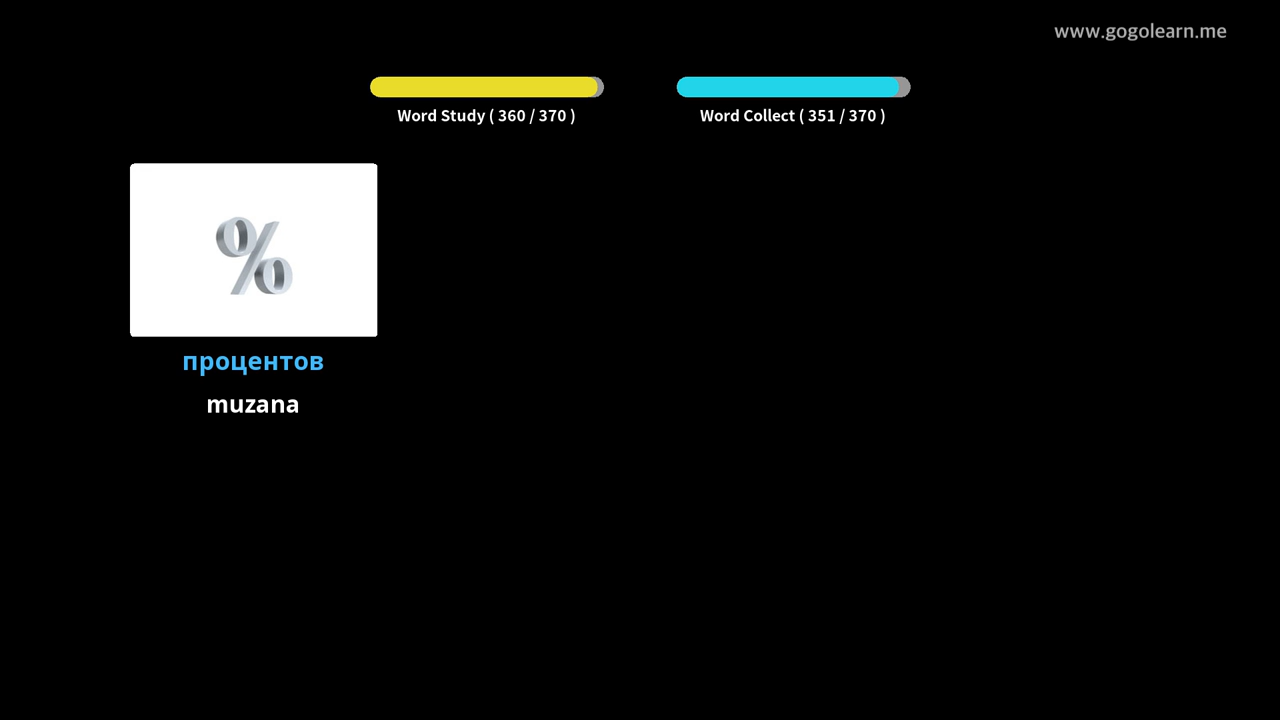 www.gogolearn.me
Word Study ( 360 / 370 )
Word Collect ( 351 / 370 )
%
процентов
muzana